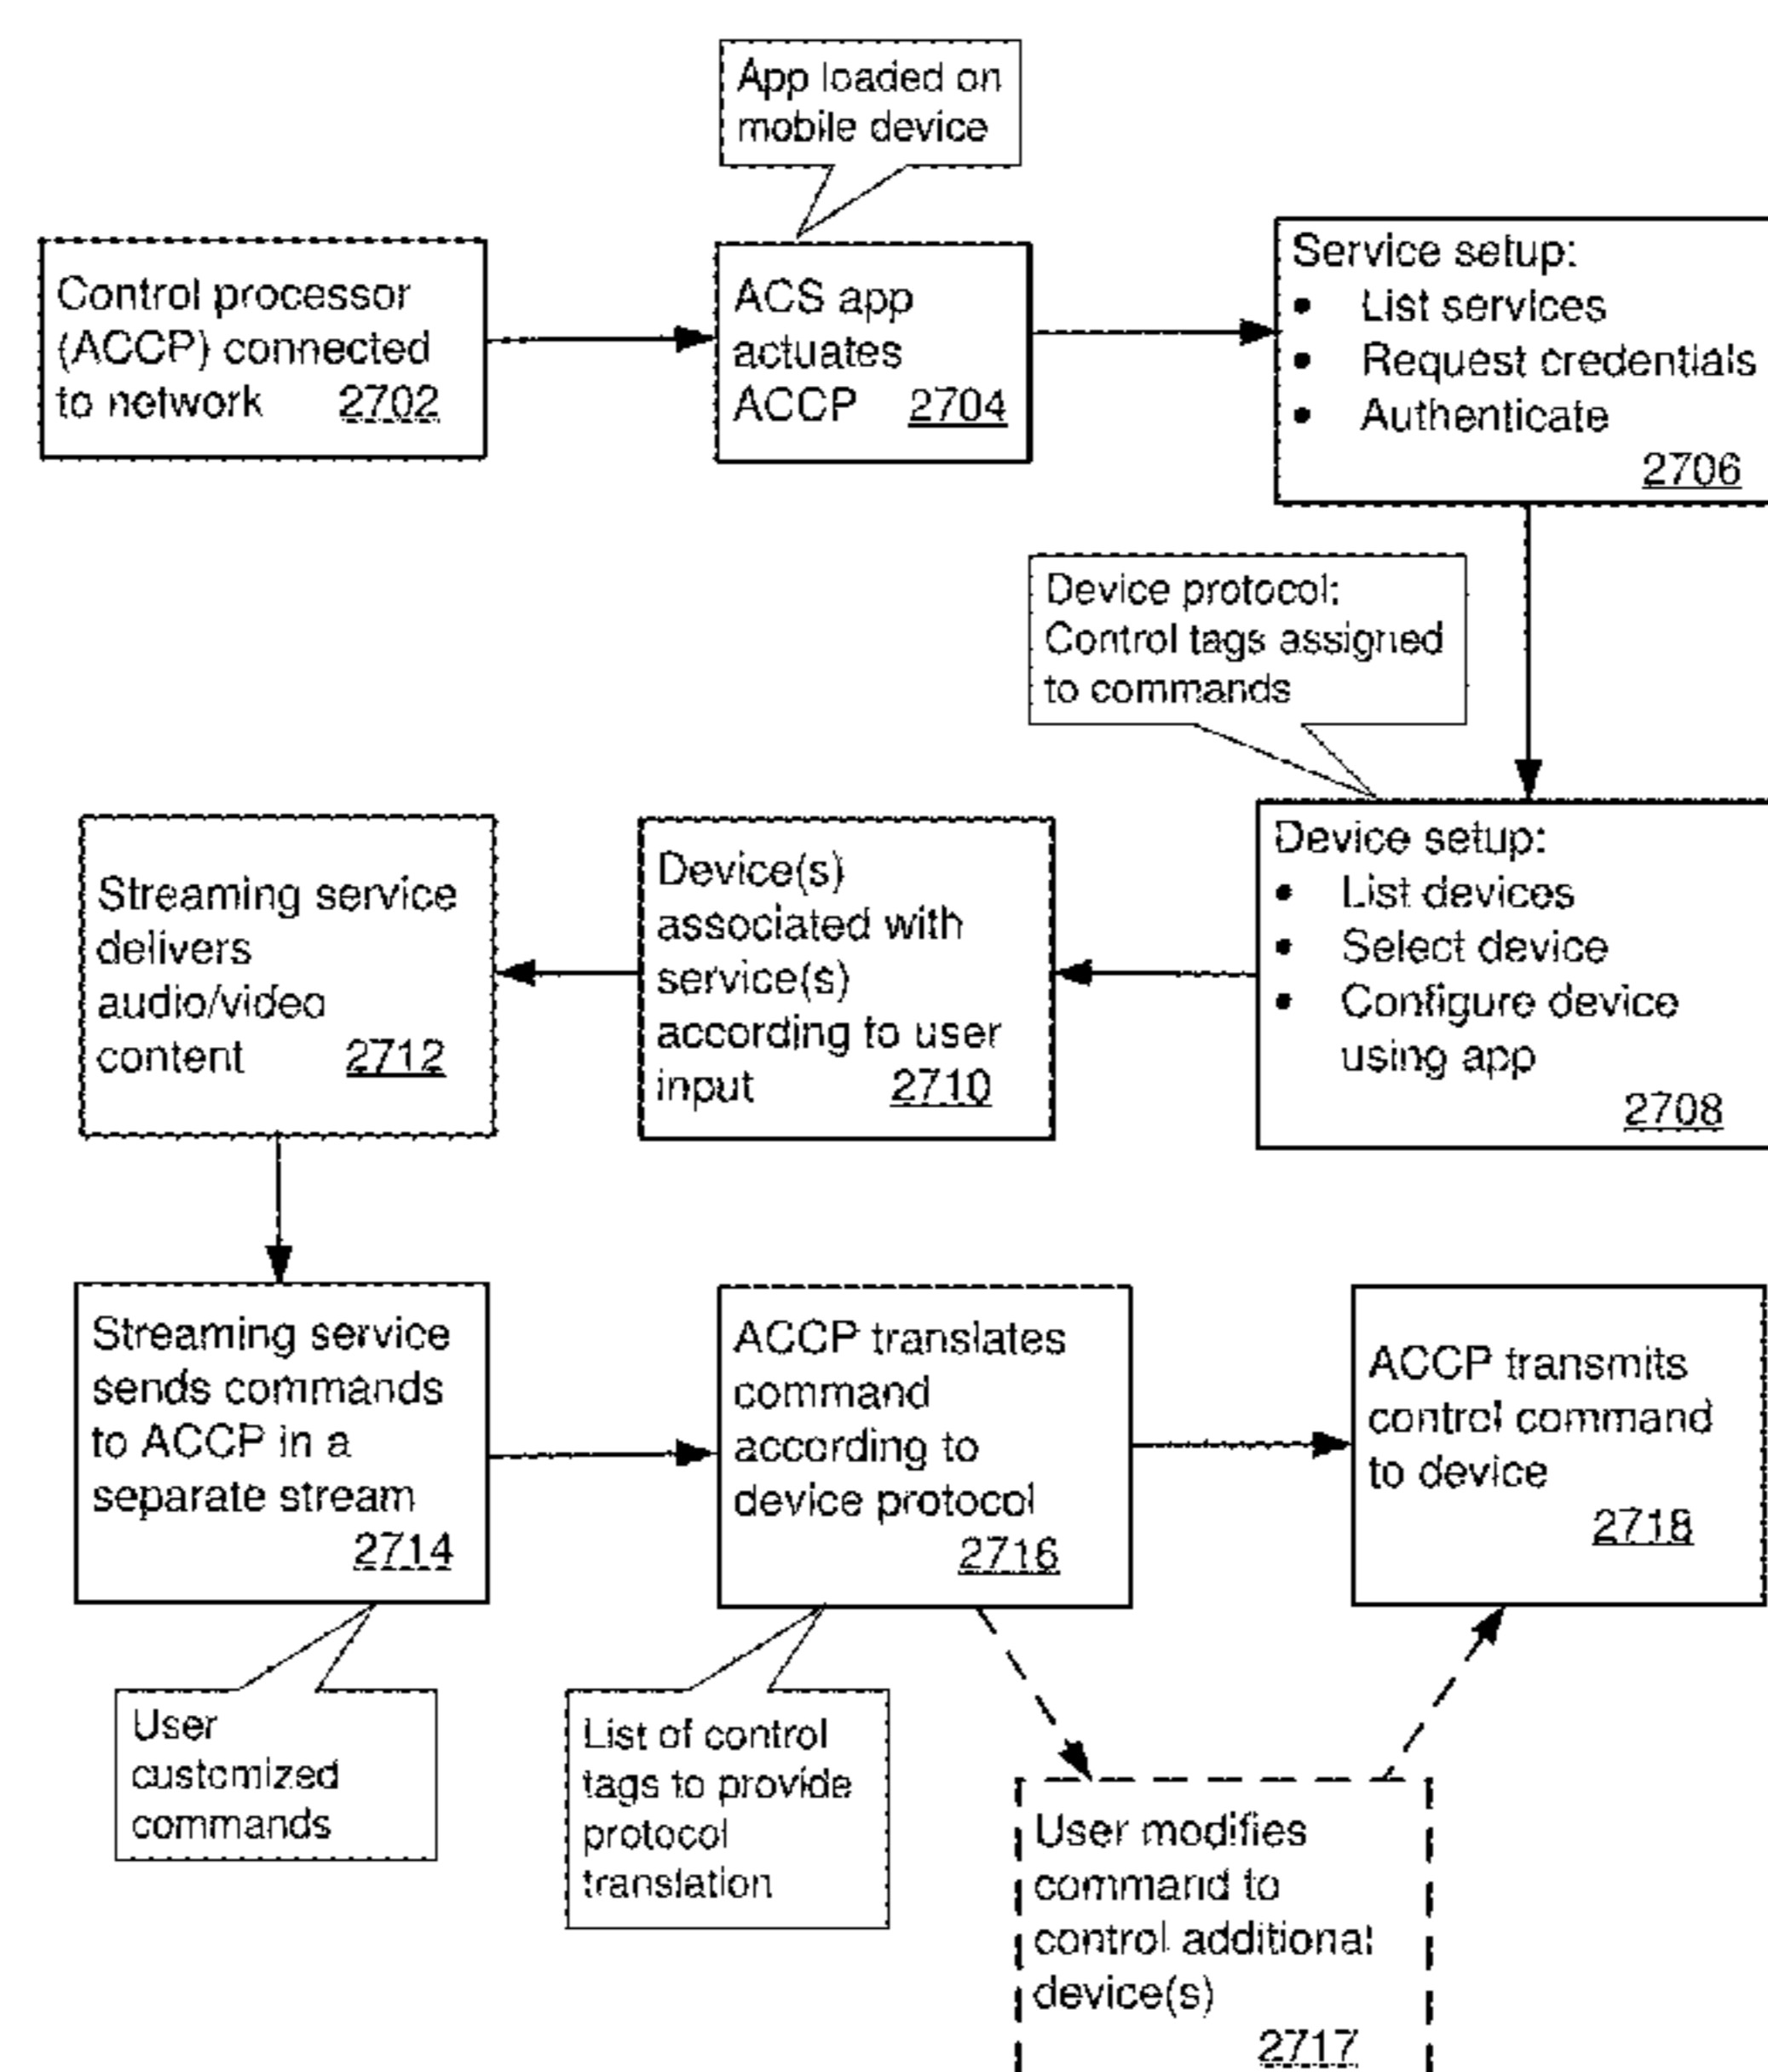 App loaded on
mobile device
Control processor
(ACCP) connected
to network 2702
ACS app
actuates
ACCP 2704
Service setup:
• List services
• Request credentials
• Authenticate
2706
Device protocol:
Control tags assigned
to commands
Device setup:
• List devices
• Select device
• Configure device
using app
2708
Device(s)
associated with
service(s)
according to user
input 2710
Streaming service
delivers
audio/video
content 2712
Streaming service
sends commands
to ACCP in a
separate stream
2714
User
customized
commands
ACCP translates
command
according to
device protocol
2716
List of control
tags to provide
protocol
translation
User modifies
command to
control additional
device(s)
2717
ACCP transmits
control command
to device
2718